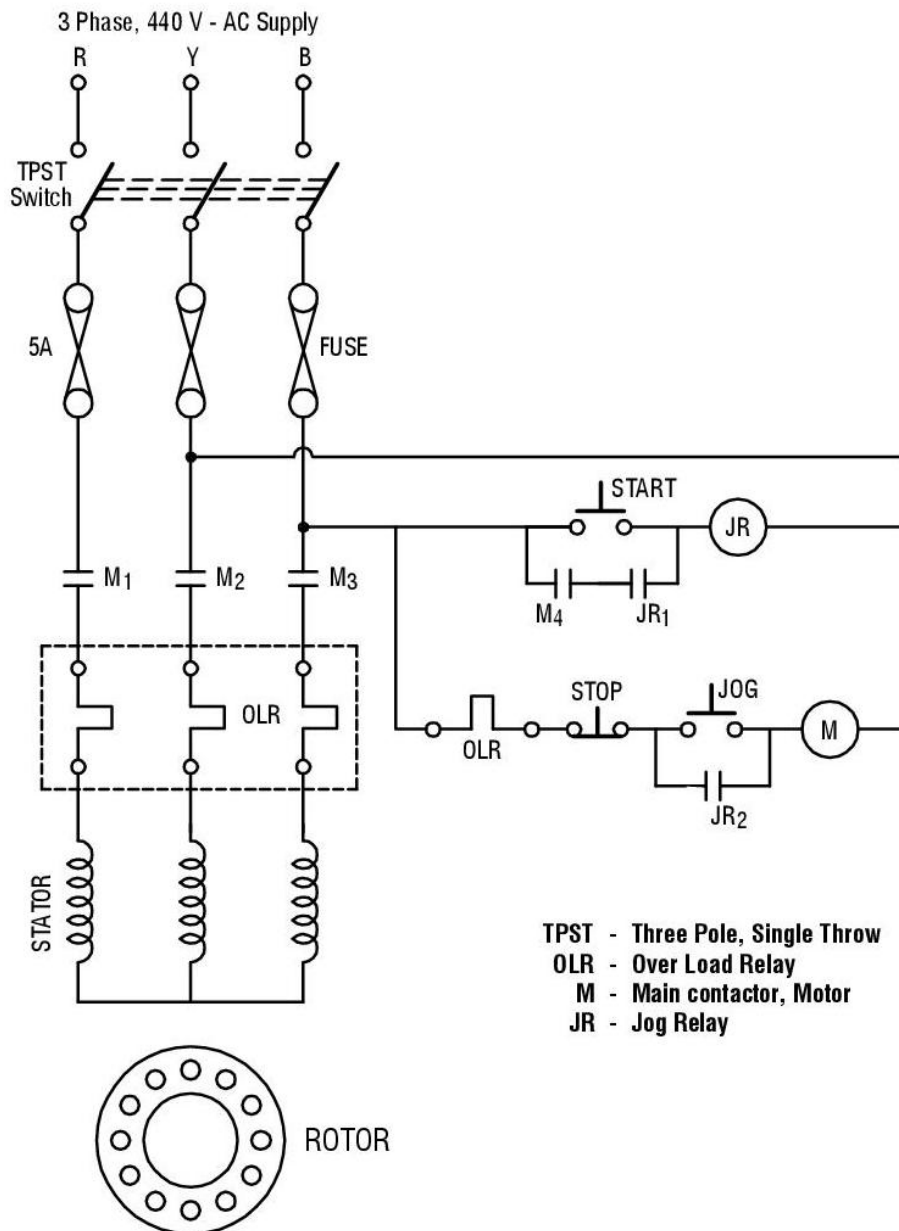 3 Phase, 440 V - AC Supply
R Y B
TPST
Switch
5A
FUSE
START
JR
M1
M2
M3
M4
JR1
OLR
STOP
JOG
OLR
M
JR2
STATOR
TPST - Three Pole, Single Throw
OLR - Over Load Relay
M - Main contactor, Motor
JR - Jog Relay
ROTOR